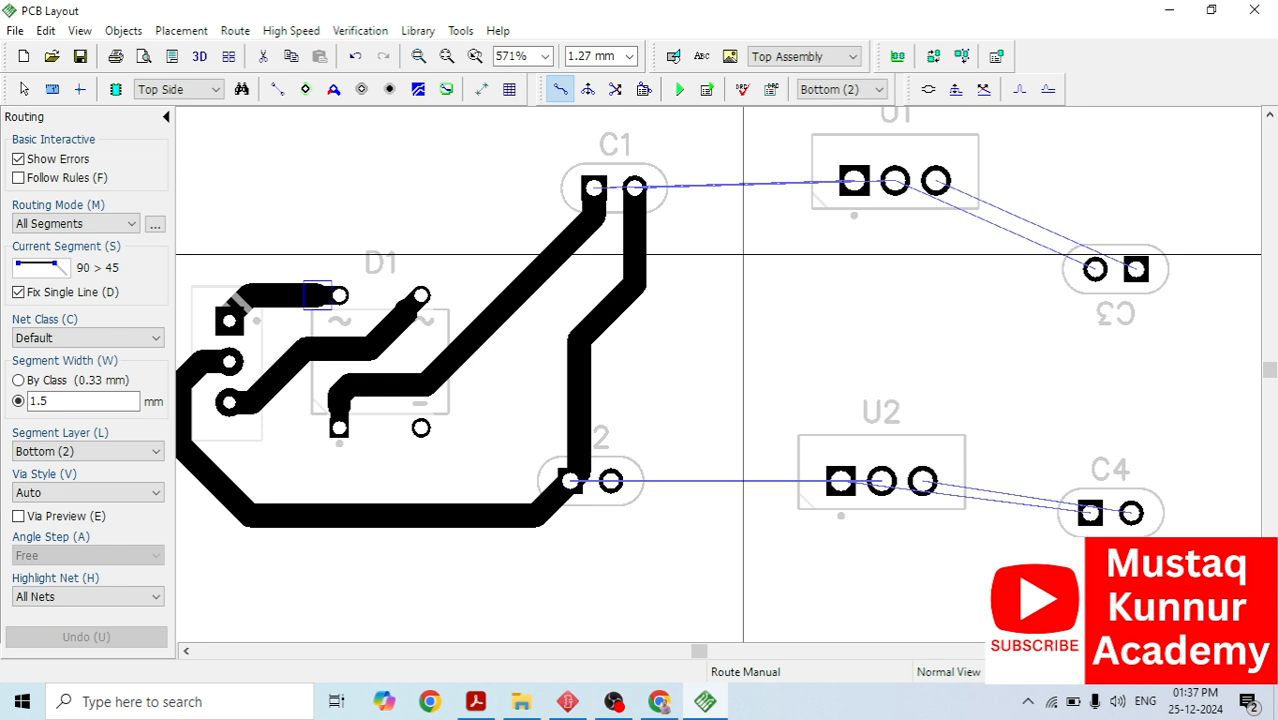 PCB Layout
File Edit View Objects Placement Route High Speed Verification Library Tools Help
3D 571% 1.27 mm ABC Top Assembly
Top Side Bottom (2)
Routing
Basic Interactive
Show Errors
Follow Rules (F)
Routing Mode (M)
All Segments ...
Current Segment (S)
90 > 45
Fix Single Line (D)
Net Class (C)
Default
Segment Width (W)
By Class (0.33 mm)
1.5 mm
Segment Layer (L)
Bottom (2)
Via Style (V)
Auto
Via Preview (E)
Angle Step (A)
Free
Highlight Net (H)
All Nets
Undo (U)
C1
U1
D1
C3
2
U2
C4
Mustaq
Kunnur
Academy
SUBSCRIBE
Route Manual Normal View
Type here to search
ENG 01:37 PM
25-12-2024
2